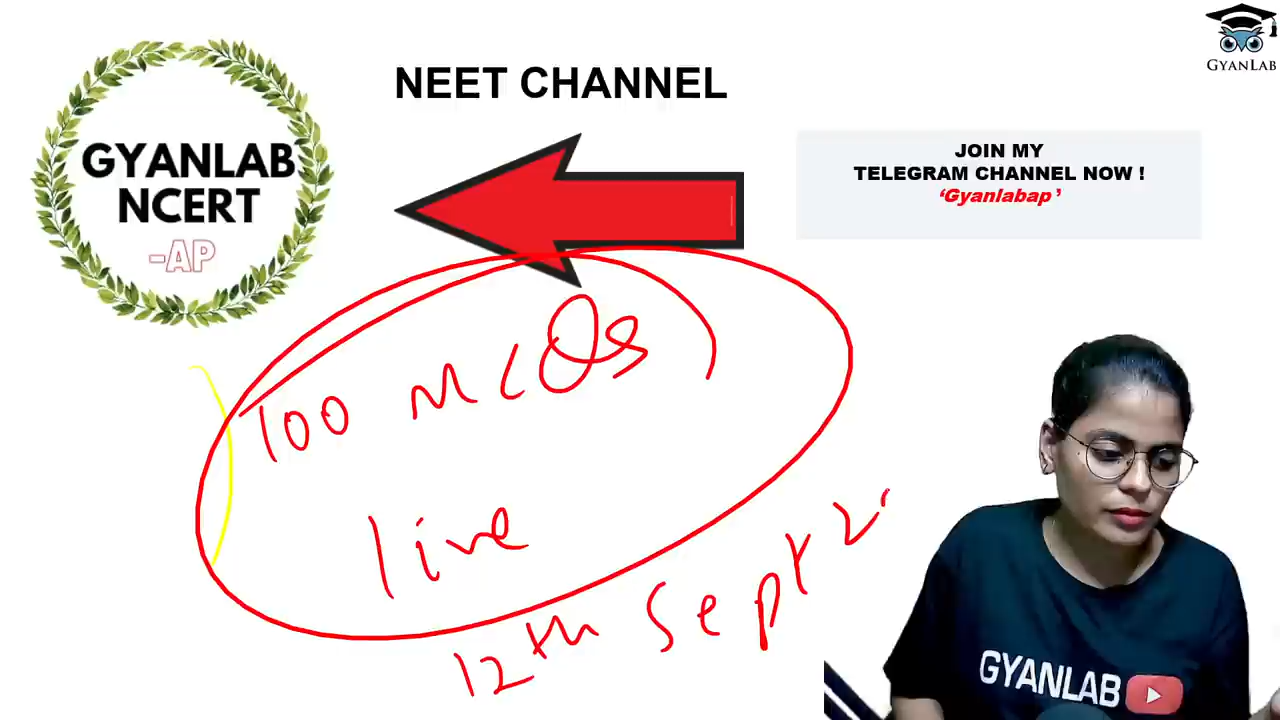 GYANLAB
NEET CHANNEL
GYANLAB
NCERT
-AP
JOIN MY
TELEGRAM CHANNEL NOW !
‘Gyanlabap’
100 MCQs
live
12th Sept
GYANLAB